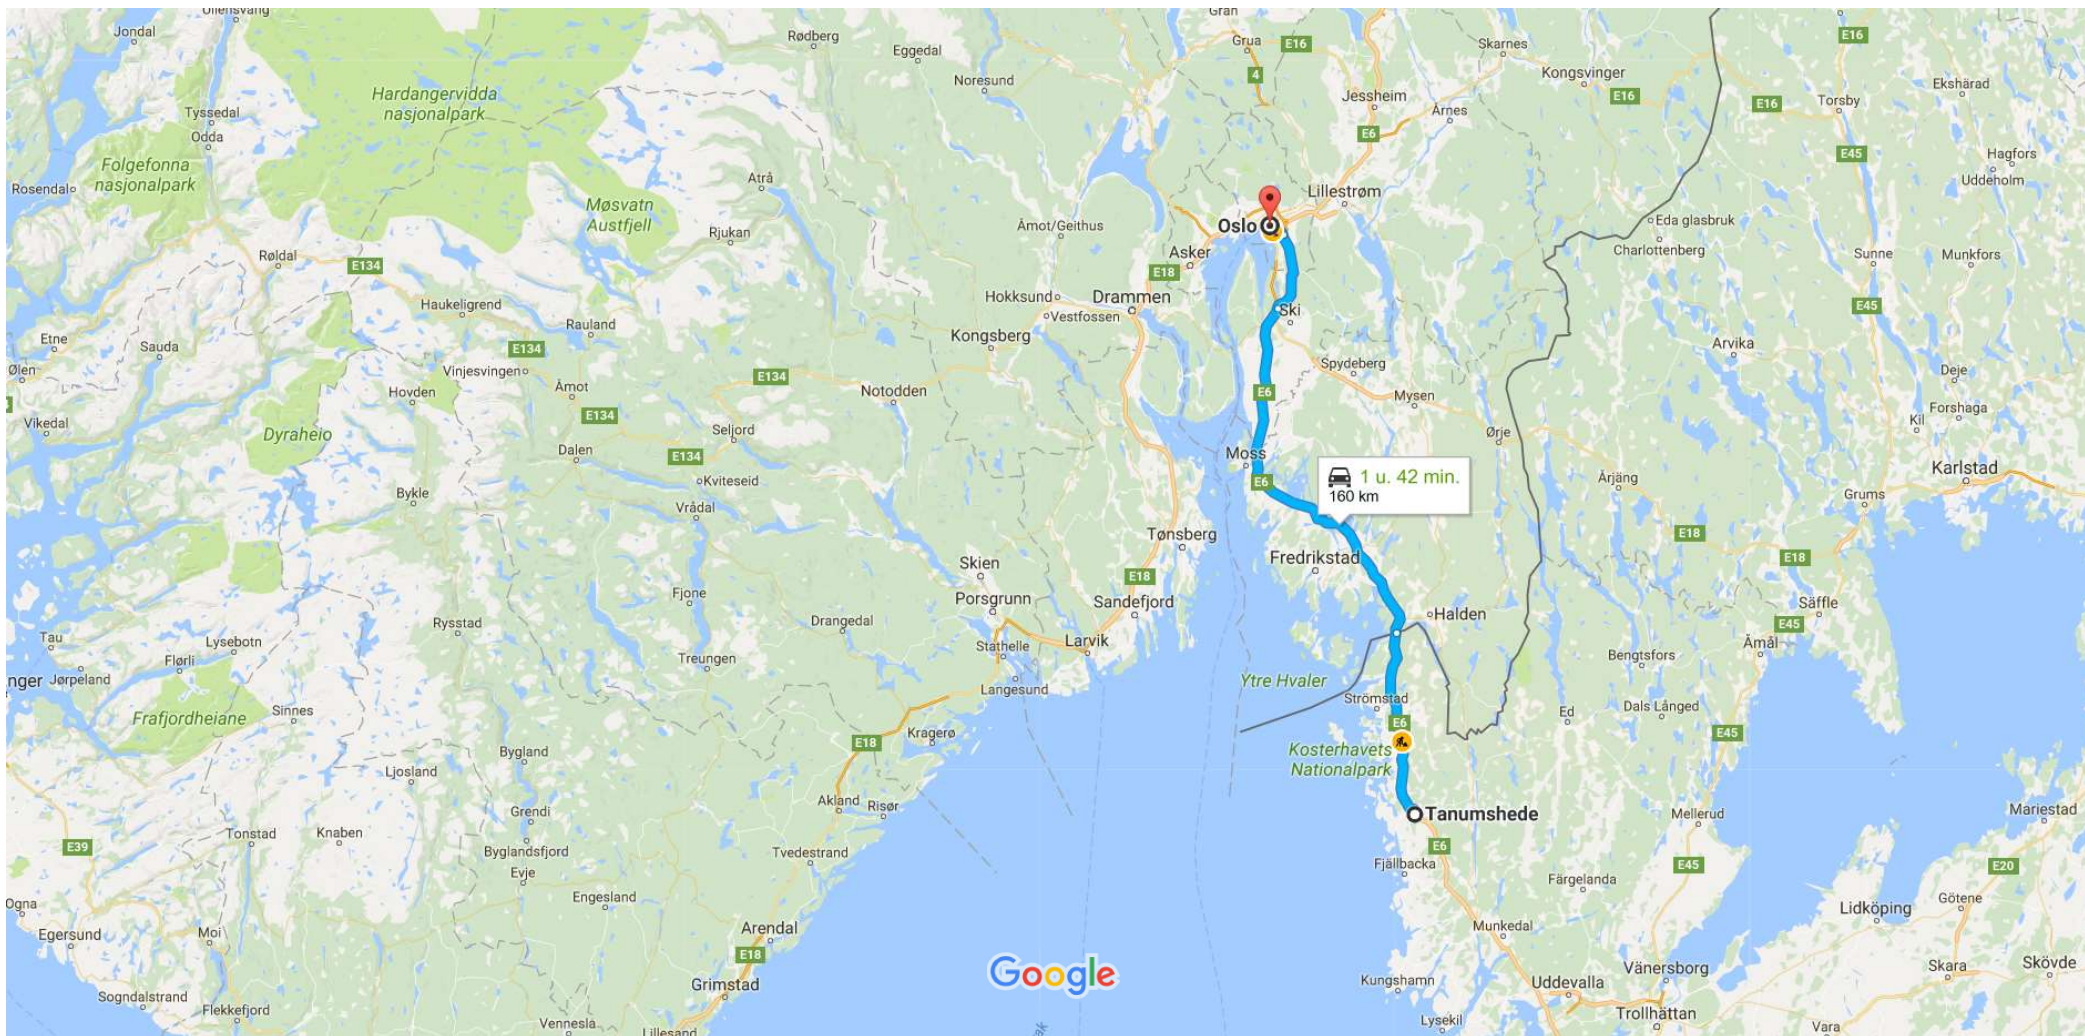 Ullensvang
Jondal
Rødberg
Eggedal
Gran
Grua
E16
Skarnes
E16
Ekshärad
Noresund
4
Kongsvinger
Hardangervidda
nasjonalpark
Jessheim
Årnes
E16
E16
Torsby
Tyssedal
Odda
E6
E45
Hagfors
Uddeholm
Folgefonna
nasjonalpark
Rosendal
Atrå
Lillestrøm
Møsvatn
Austfjell
Rjukan
Åmot/Geithus
Oslo
Eda glasbruk
Charlottenberg
Røldal
E134
Asker
E18
Sunne
Munkfors
Haukeligrend
Hokksund
Drammen
Vestfossen
Ski
E45
Rauland
Kongsberg
Etne
Sauda
Ølen
E134
Vinjesvingen
Åmot
Hovden
E134
Notodden
Spydeberg
Mysen
E6
Arvika
Deje
Forshaga
Kil
Vikedal
Dyraheio
E134
Seljord
Dalen
E134
Kviteseid
Ørje
Moss
E6
1 u. 42 min.
160 km
Årjäng
Karlstad
Grums
Bykle
Vrådal
Tønsberg
E18
E18
Fredrikstad
Skien
Porsgrunn
E18
Sandefjord
Fjone
Halden
Säffle
E45
Åmål
Rysstad
Drangedal
Tau
Lysebotn
Flørli
Stathelle
Larvik
Treungen
Bengtsfors
nger
Jørpeland
Langesund
Ytre Hvaler
Strömstad
Frafjordheiane
Sinnes
Kragerø
E6
Ed
Dals Långed
E45
E18
Bygland
Ljosland
Kosterhavets
Nationalpark
Grendi
Akland
Risør
Tanumshede
Mellerud
Mariestad
Tonstad
Knaben
E39
Byglandsfjord
Tvedestrand
E6
Fjällbacka
E45
E20
Evje
Färgelanda
Engesland
Ogna
Egersund
Moi
Arendal
E18
Munkedal
Lidköping
Götene
Google
Grimstad
Kungshamn
Uddevalla
Vänersborg
Skara
Skövde
Sogndalstrand
Flekkefjord
Vennesla
Lillesand
Lysekil
Trollhättan
Vara